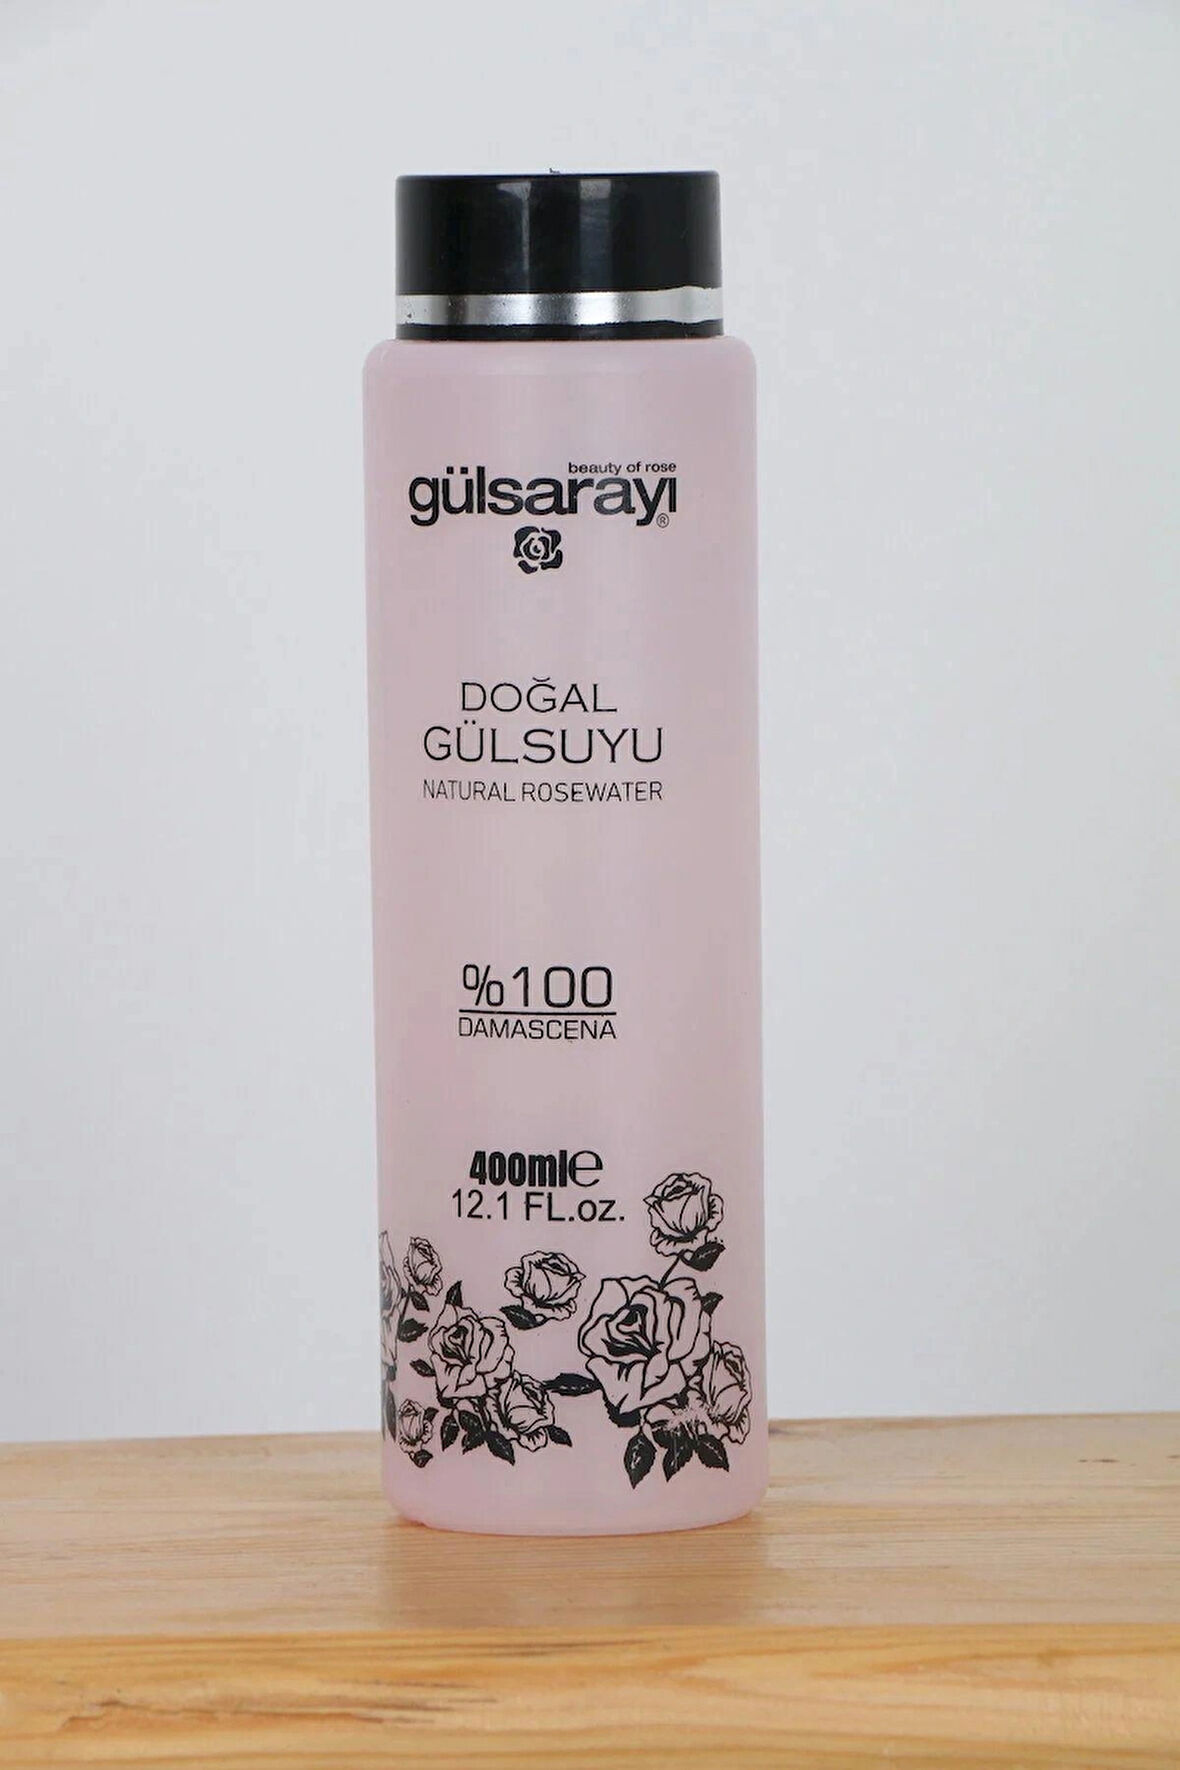 beauty of rose
gülsarayı®
DOĞAL
GÜLSUYU
NATURAL ROSEWATER
%100
DAMASCENA
400ml℮
12.1 FL.oz.